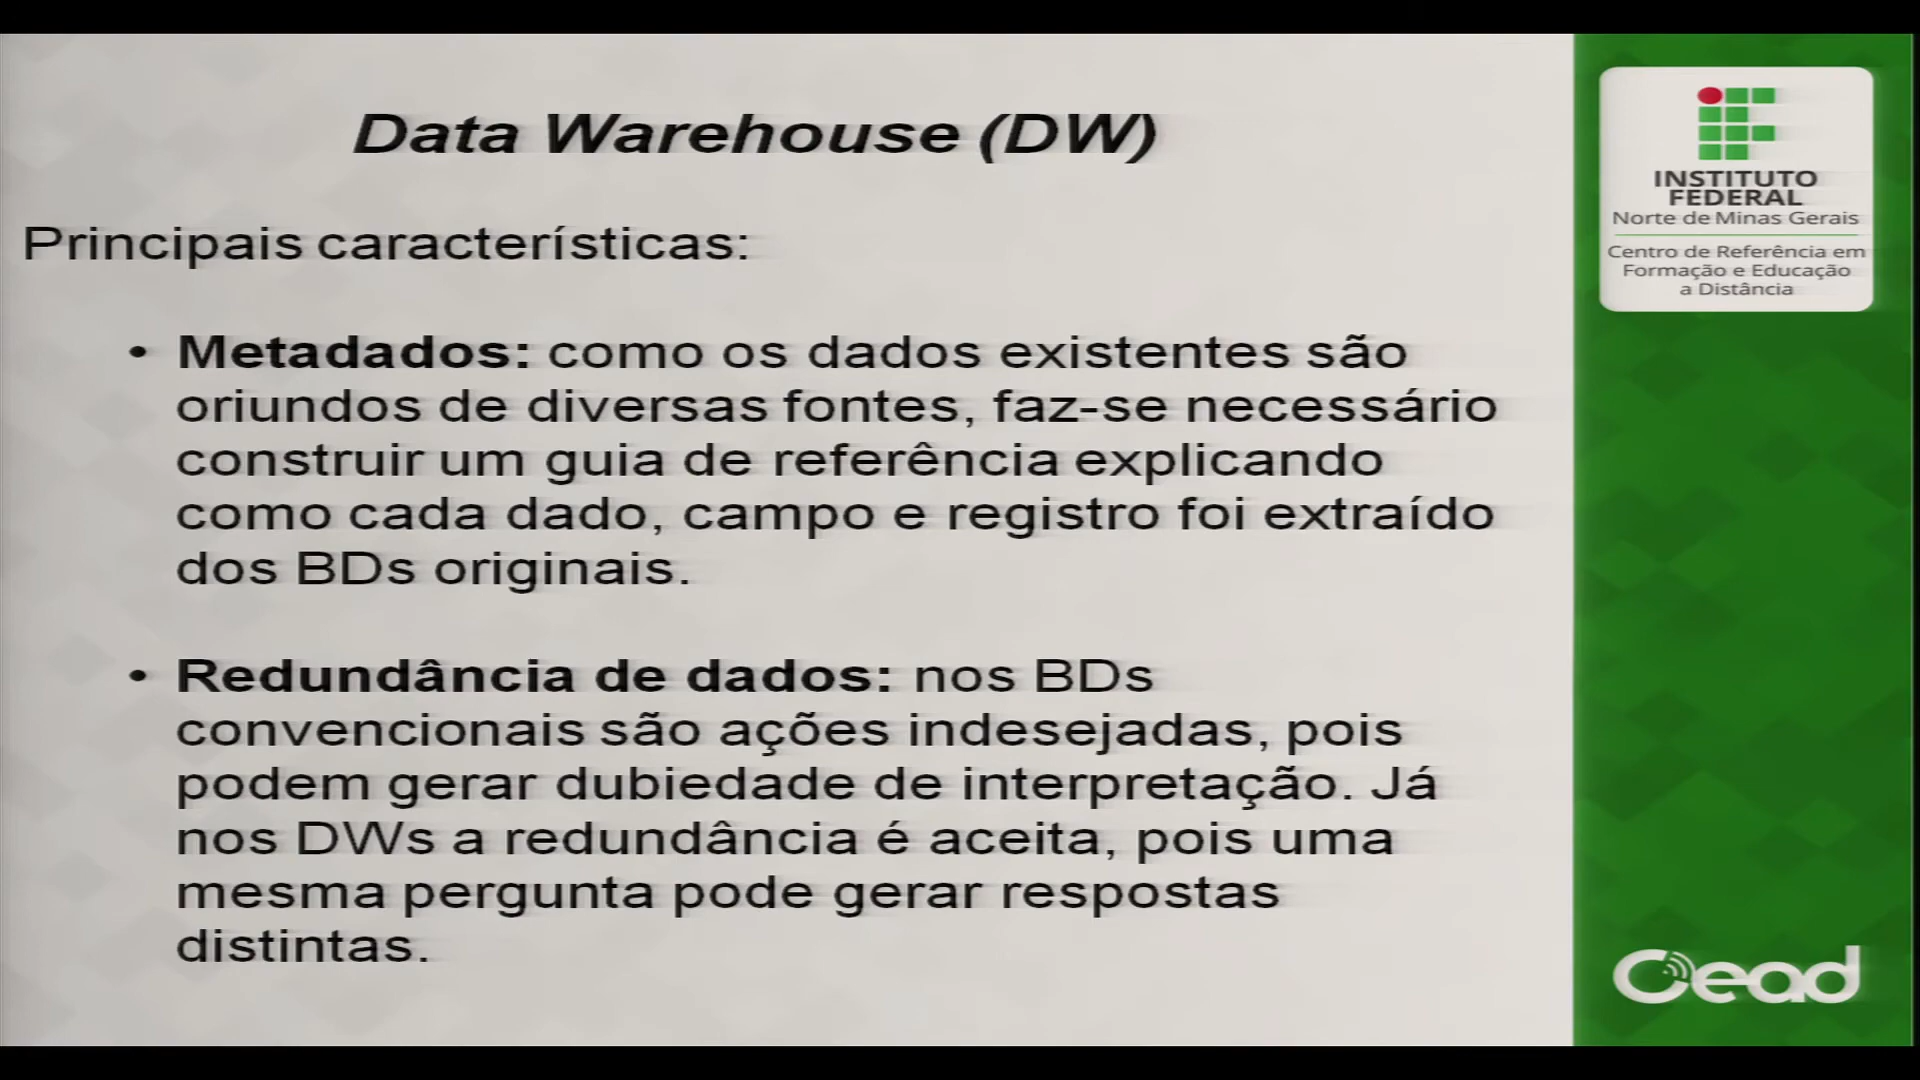 Data Warehouse (DW)
Principais características:
• Metadados: como os dados existentes são
oriundos de diversas fontes, faz-se necessário
construir um guia de referência explicando
como cada dado, campo e registro foi extraído
dos BDs originais.
• Redundância de dados: nos BDs
convencionais são ações indesejadas, pois
podem gerar dubiedade de interpretação. Já
nos DWs a redundância é aceita, pois uma
mesma pergunta pode gerar respostas
distintas.
INSTITUTO
FEDERAL
Norte de Minas Gerais
Centro de Referência em
Formação e Educação
a Distância
Cead